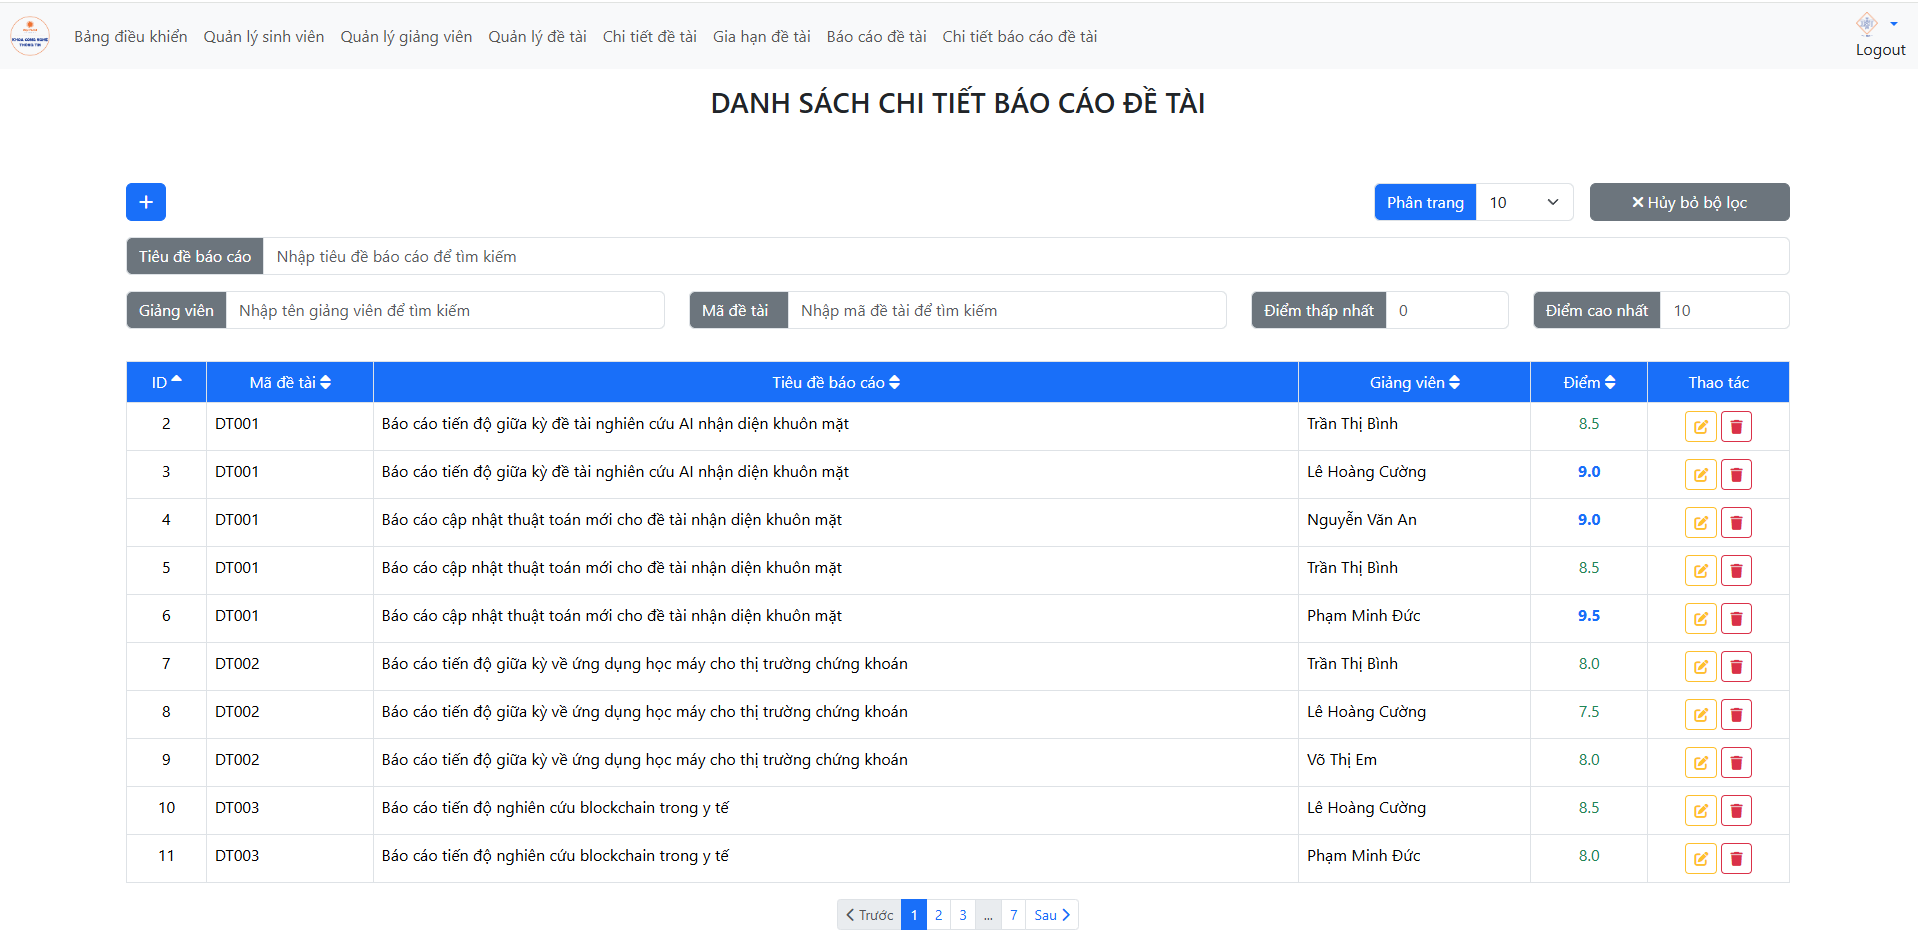 KHOA CÔNG NGHỆ
THÔNG TIN
Bảng điều khiển Quản lý sinh viên Quản lý giảng viên Quản lý đề tài Chi tiết đề tài Gia hạn đề tài Báo cáo đề tài Chi tiết báo cáo đề tài
Logout
DANH SÁCH CHI TIẾT BÁO CÁO ĐỀ TÀI
+ Phân trang 10 Hủy bỏ bộ lọc
Tiêu đề báo cáo Nhập tiêu đề báo cáo để tìm kiếm
Giảng viên Nhập tên giảng viên để tìm kiếm Mã đề tài Nhập mã đề tài để tìm kiếm Điểm thấp nhất 0 Điểm cao nhất 10
ID Mã đề tài Tiêu đề báo cáo Giảng viên Điểm Thao tác
2 DT001 Báo cáo tiến độ giữa kỳ đề tài nghiên cứu AI nhận diện khuôn mặt Trần Thị Bình 8.5
3 DT001 Báo cáo tiến độ giữa kỳ đề tài nghiên cứu AI nhận diện khuôn mặt Lê Hoàng Cường 9.0
4 DT001 Báo cáo cập nhật thuật toán mới cho đề tài nhận diện khuôn mặt Nguyễn Văn An 9.0
5 DT001 Báo cáo cập nhật thuật toán mới cho đề tài nhận diện khuôn mặt Trần Thị Bình 8.5
6 DT001 Báo cáo cập nhật thuật toán mới cho đề tài nhận diện khuôn mặt Phạm Minh Đức 9.5
7 DT002 Báo cáo tiến độ giữa kỳ về ứng dụng học máy cho thị trường chứng khoán Trần Thị Bình 8.0
8 DT002 Báo cáo tiến độ giữa kỳ về ứng dụng học máy cho thị trường chứng khoán Lê Hoàng Cường 7.5
9 DT002 Báo cáo tiến độ giữa kỳ về ứng dụng học máy cho thị trường chứng khoán Võ Thị Em 8.0
10 DT003 Báo cáo tiến độ nghiên cứu blockchain trong y tế Lê Hoàng Cường 8.5
11 DT003 Báo cáo tiến độ nghiên cứu blockchain trong y tế Phạm Minh Đức 8.0
Trước 1 2 3 ... 7 Sau